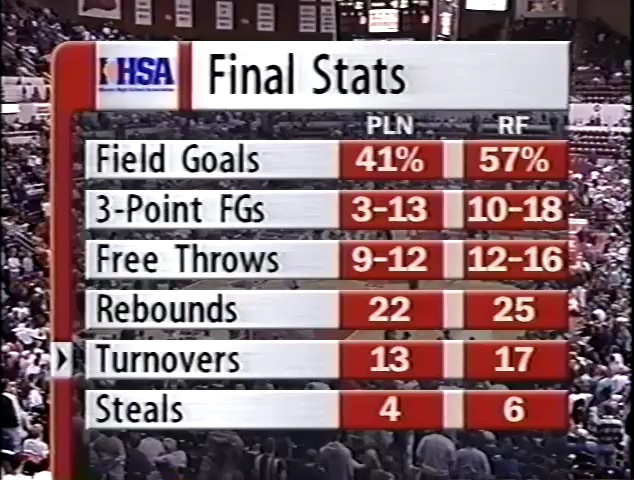 IHSA
Final Stats
PLN RF
Field Goals 41% 57%
3-Point FGs 3-13 10-18
Free Throws 9-12 12-16
Rebounds 22 25
Turnovers 13 17
Steals 4 6